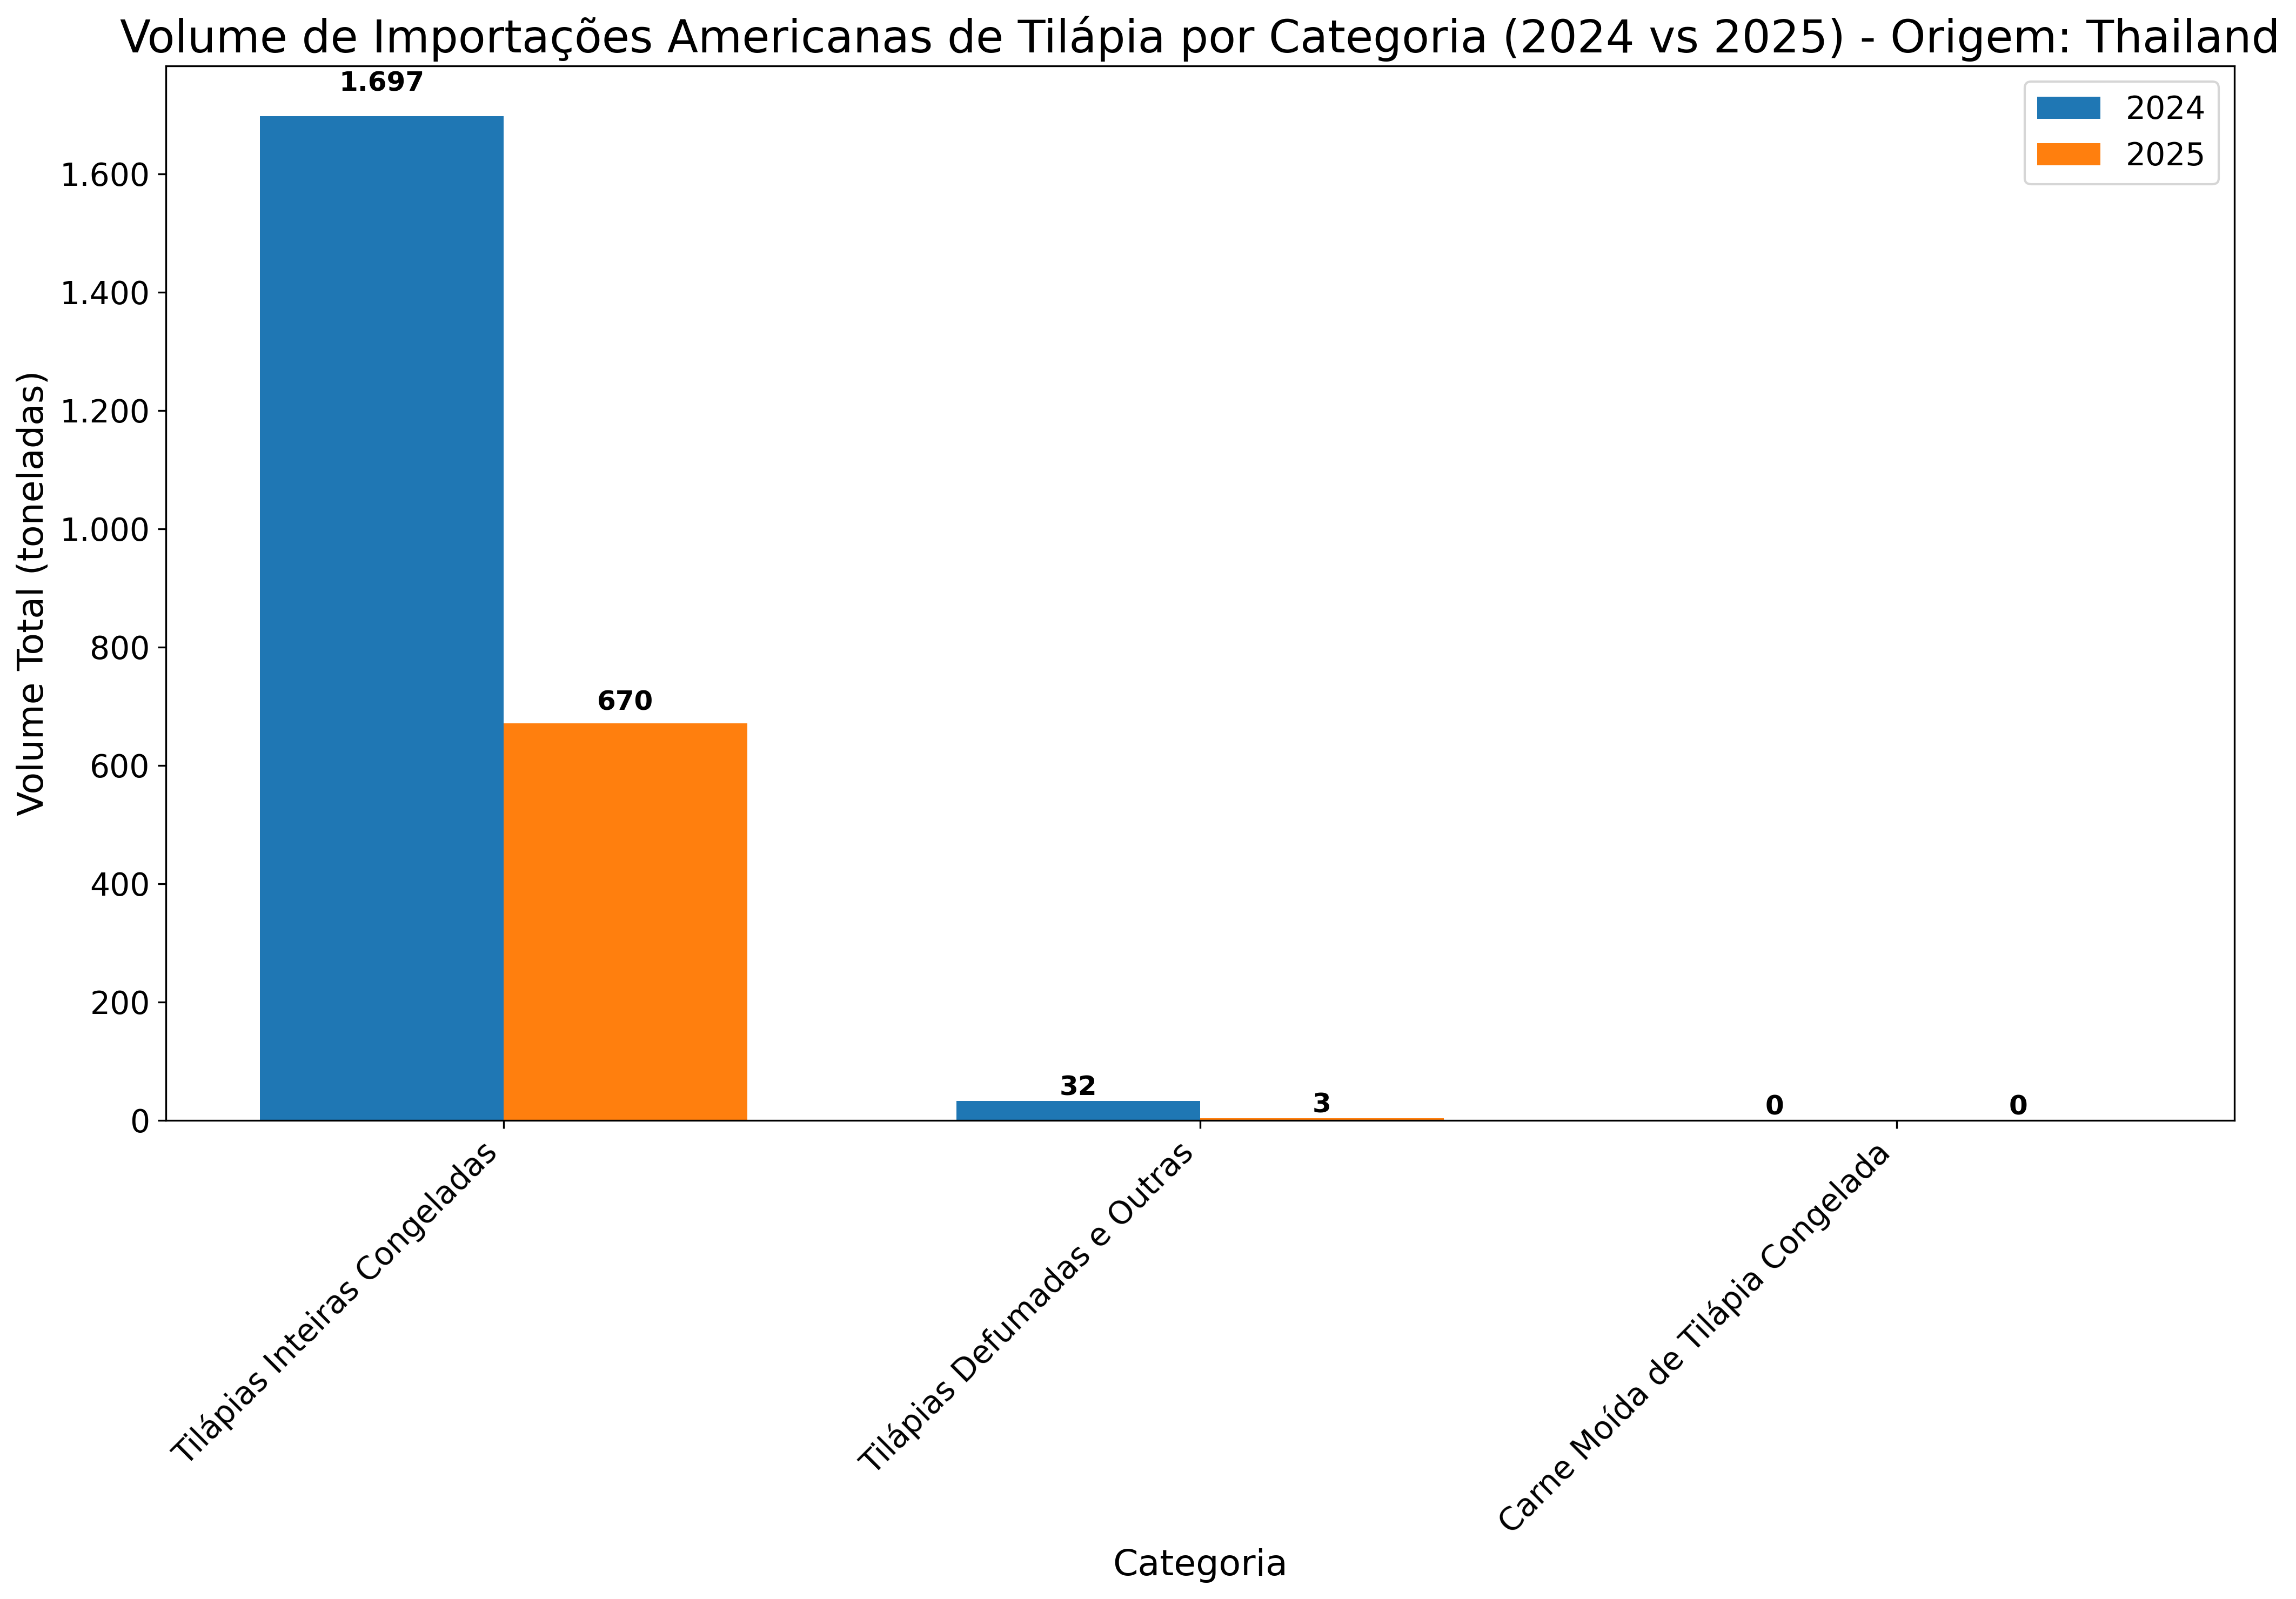 Volume de Importações Americanas de Tilápia por Categoria (2024 vs 2025) - Origem: Thailand
2024
2025
Volume Total (toneladas)
1.600
1.400
1.200
1.000
800
600
400
200
0
1.697
670
32
3
0
0
Tilápias Inteiras Congeladas
Tilápias Defumadas e Outras
Carne Moída de Tilápia Congelada
Categoria